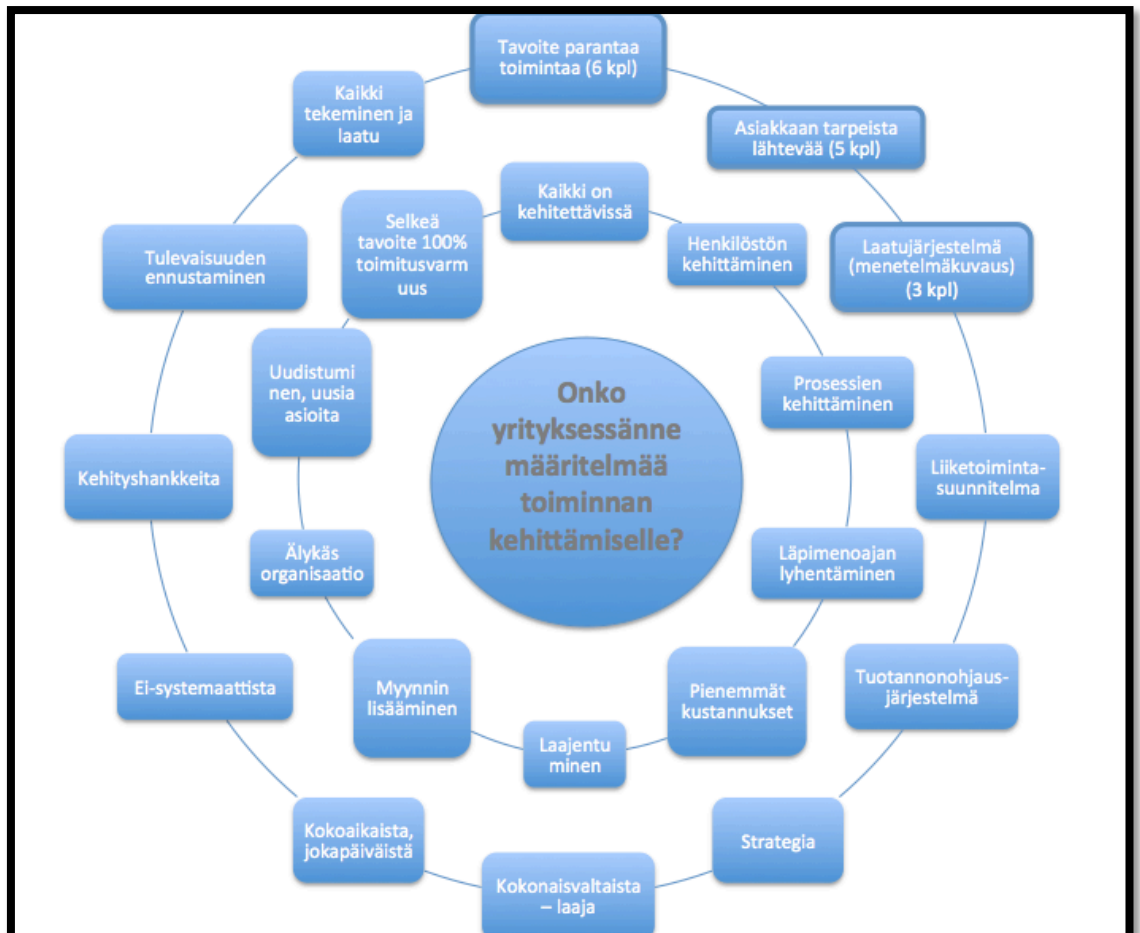 Tavoite parantaa
toimintaa (6 kpl)
Asiakkaan tarpeista
lähtevää (5 kpl)
Laatujärjestelmä
(menetelmäkuvaus)
(3 kpl)
Liiketoiminta-
suunnitelma
Tuotannonohjaus-
järjestelmä
Strategia
Kokonaisvaltaista
– laaja
Kokoaikaista,
jokapäiväistä
Ei-systemaattista
Kehityshankkeita
Tulevaisuuden
ennustaminen
Kaikki
tekeminen ja
laatu
Kaikki on
kehitettävissä
Henkilöstön
kehittäminen
Prosessien
kehittäminen
Läpimenoajan
lyhentäminen
Pienemmät
kustannukset
Laajentu
minen
Myynnin
lisääminen
Älykäs
organisaatio
Uudistumi
nen, uusia
asioita
Selkeä
tavoite 100%
toimitusvarm
uus
Onko
yrityksessänne
määritelmää
toiminnan
kehittämiselle?